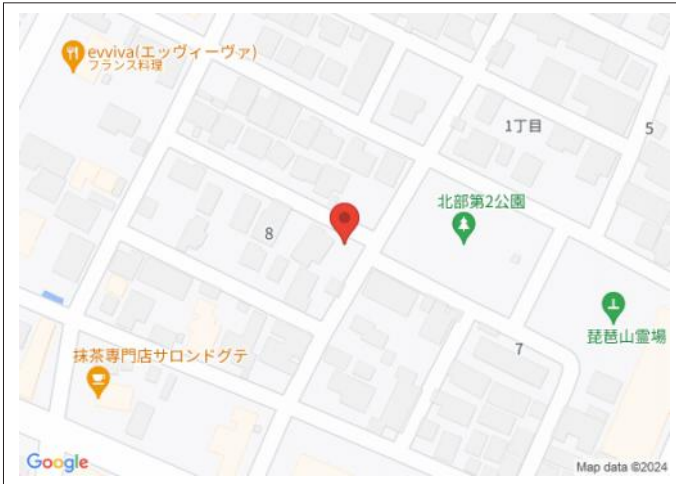 evviva(エッヴィーヴァ)
フランス料理
1丁目
5
北部第2公園
8
琵琶山霊場
7
抹茶専門店サロンドグテ
Google
Map data ©2024